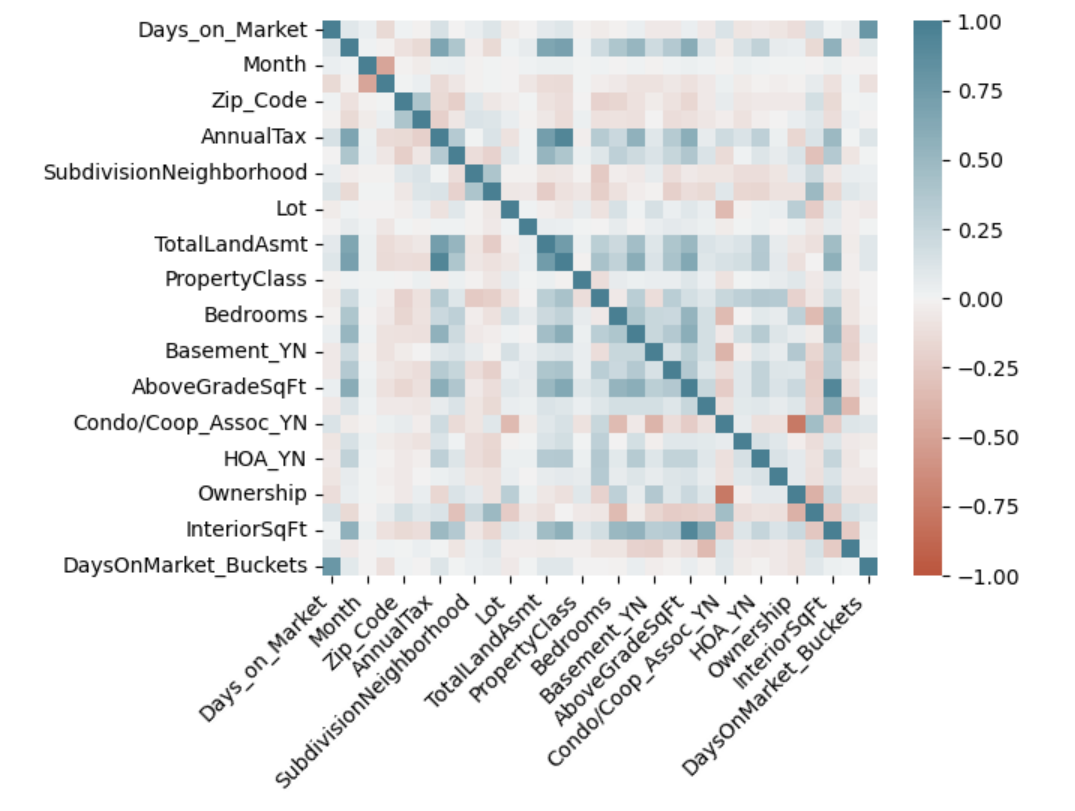 Days_on_Market
Month
Zip_Code
AnnualTax
SubdivisionNeighborhood
Lot
TotalLandAsmt
PropertyClass
Bedrooms
Basement_YN
AboveGradeSqFt
Condo/Coop_Assoc_YN
HOA_YN
Ownership
InteriorSqFt
DaysOnMarket_Buckets
Days_on_Market
Month
Zip_Code
AnnualTax
SubdivisionNeighborhood
Lot
TotalLandAsmt
PropertyClass
Bedrooms
Basement_YN
AboveGradeSqFt
Condo/Coop_Assoc_YN
HOA_YN
Ownership
InteriorSqFt
DaysOnMarket_Buckets
1.00
0.75
0.50
0.25
0.00
−0.25
−0.50
−0.75
−1.00